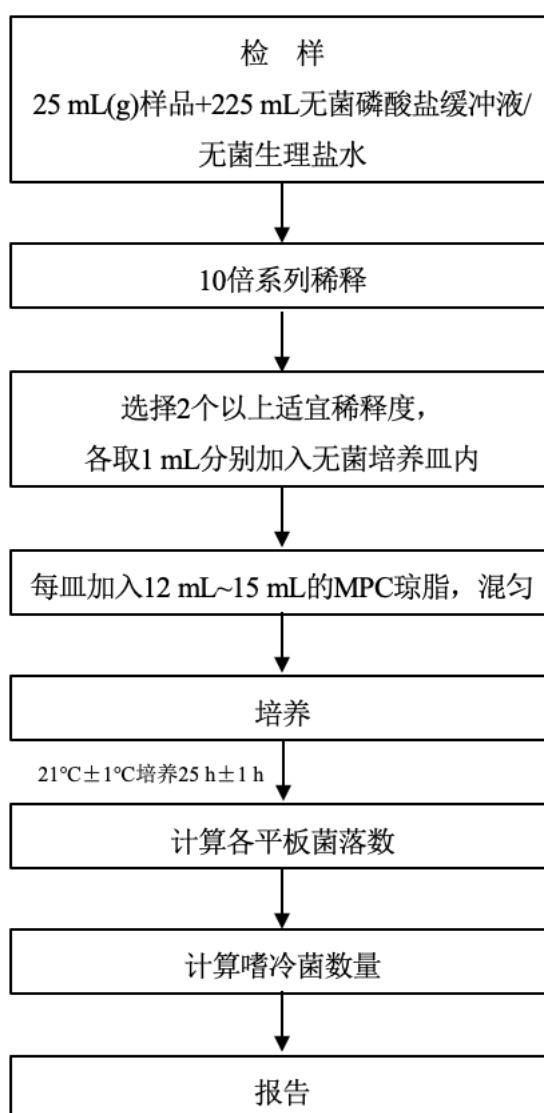 检 样
25 mL(g)样品+225 mL无菌磷酸盐缓冲液/
无菌生理盐水
10倍系列稀释
选择2个以上适宜稀释度，
各取1 mL分别加入无菌培养皿内
每皿加入12 mL~15 mL的MPC琼脂，混匀
培养
21℃±1℃培养25 h±1 h
计算各平板菌落数
计算嗜冷菌数量
报告